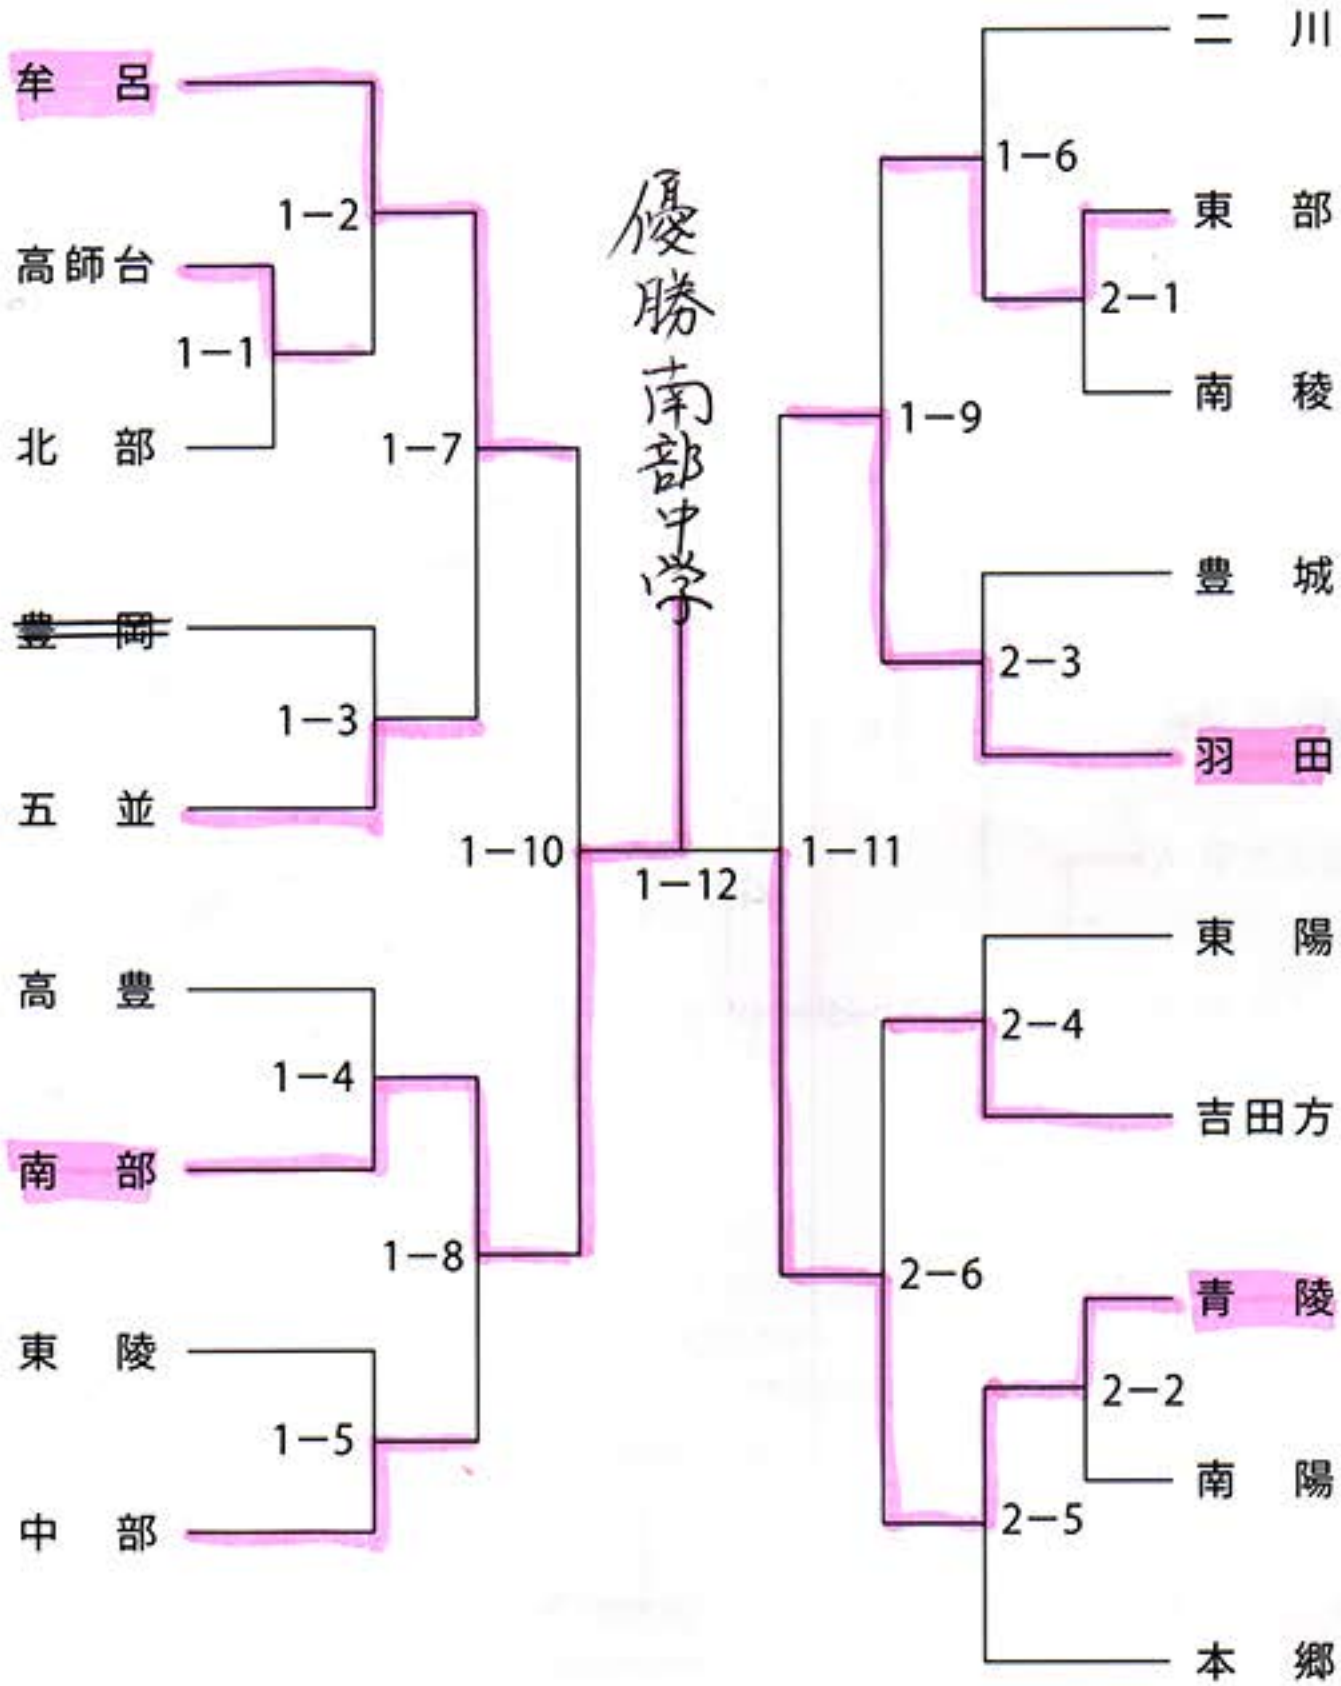 牟呂
1-2
高師台
1-1
北部
1-7
豊岡
1-3
五並
1-10
高豊
1-4
南部
1-8
東陵
1-5
中部
優勝南部中学
1-12
二川
1-6
東部
2-1
南稜
1-9
豊城
2-3
羽田
1-11
東陽
2-4
吉田方
2-6
青陵
2-2
南陽
2-5
本郷